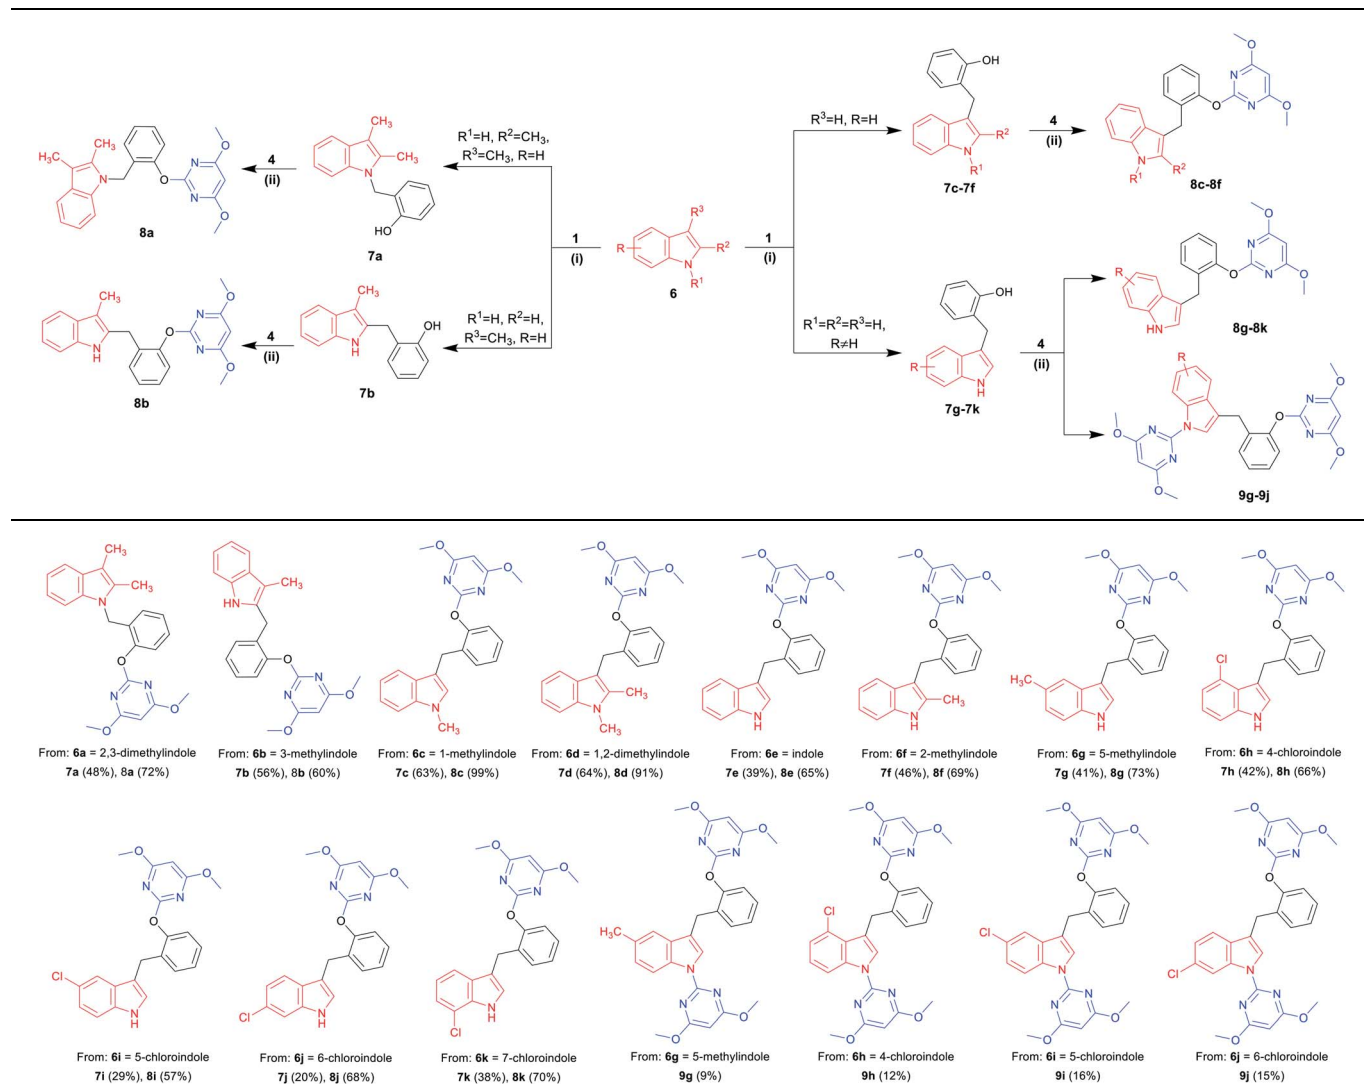 R¹=H, R²=CH₃,
R³=CH₃, R=H
4
(ii)
8a
7a
1
(i)
R¹=H, R²=H,
R³=CH₃, R=H
4
(ii)
8b
7b
6
1
(i)
R³=H, R=H
7c-7f
4
(ii)
8c-8f
R¹=R²=R³=H,
R≠H
7g-7k
4
(ii)
8g-8k
9g-9j
From: 6a = 2,3-dimethylindole
7a (48%), 8a (72%)
From: 6b = 3-methylindole
7b (56%), 8b (60%)
From: 6c = 1-methylindole
7c (63%), 8c (99%)
From: 6d = 1,2-dimethylindole
7d (64%), 8d (91%)
From: 6e = indole
7e (39%), 8e (65%)
From: 6f = 2-methylindole
7f (46%), 8f (69%)
From: 6g = 5-methylindole
7g (41%), 8g (73%)
From: 6h = 4-chloroindole
7h (42%), 8h (66%)
From: 6i = 5-chloroindole
7i (29%), 8i (57%)
From: 6j = 6-chloroindole
7j (20%), 8j (68%)
From: 6k = 7-chloroindole
7k (38%), 8k (70%)
From: 6g = 5-methylindole
9g (9%)
From: 6h = 4-chloroindole
9h (12%)
From: 6i = 5-chloroindole
9i (16%)
From: 6j = 6-chloroindole
9j (15%)